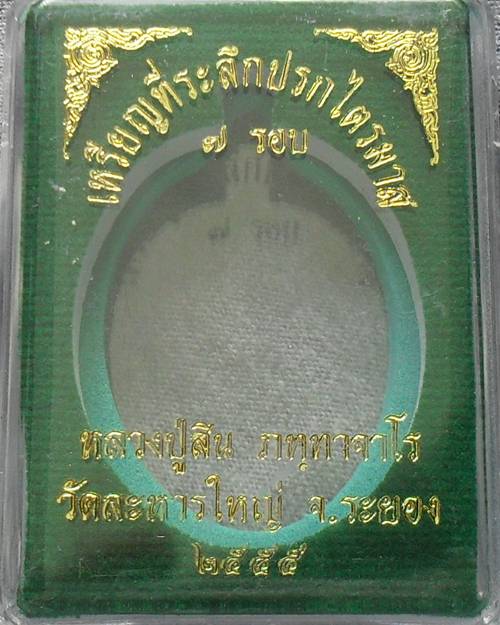 เหรียญที่ระลึกปรกไตรมาส
๗ รอบ
หลวงปู่สิน ภทฺทาจาโร
วัดละหารใหญ่ จ.ระยอง
๒๕๕๕